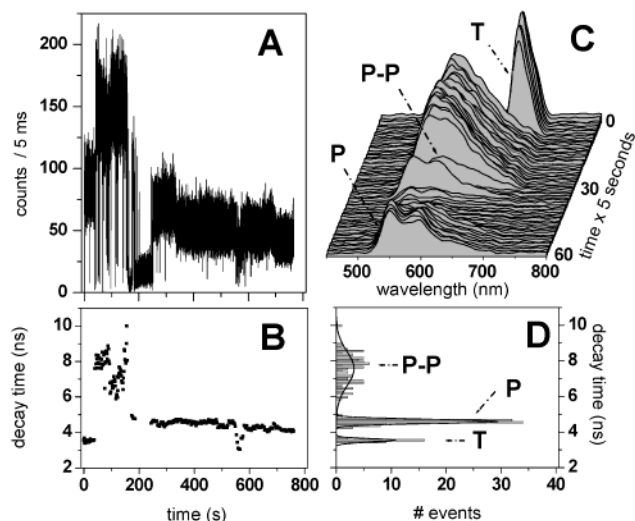 A
200
150
100
50
0
counts / 5 ms
C
T
P-P
P
0
30
60
time x 5 seconds
450 600 700 800
wavelength (nm)
B
10
8
6
4
2
decay time (ns)
0 200 400 600 800
time (s)
D
P-P
P
T
10
8
6
4
2
decay time (ns)
0 10 20 30 40
# events